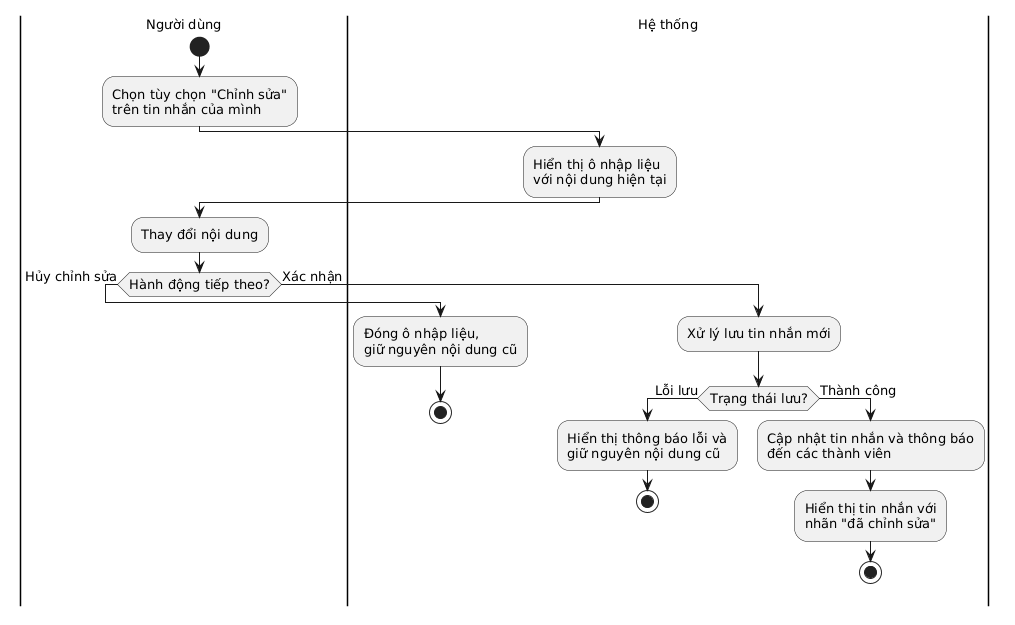 Người dùng
Hệ thống
Chọn tùy chọn "Chỉnh sửa"
trên tin nhắn của mình
Hiển thị ô nhập liệu
với nội dung hiện tại
Thay đổi nội dung
Hủy chỉnh sửa
Hành động tiếp theo?
Xác nhận
Đóng ô nhập liệu,
giữ nguyên nội dung cũ
Xử lý lưu tin nhắn mới
Lỗi lưu
Trạng thái lưu?
Thành công
Hiển thị thông báo lỗi và
giữ nguyên nội dung cũ
Cập nhật tin nhắn và thông báo
đến các thành viên
Hiển thị tin nhắn với
nhãn "đã chỉnh sửa"